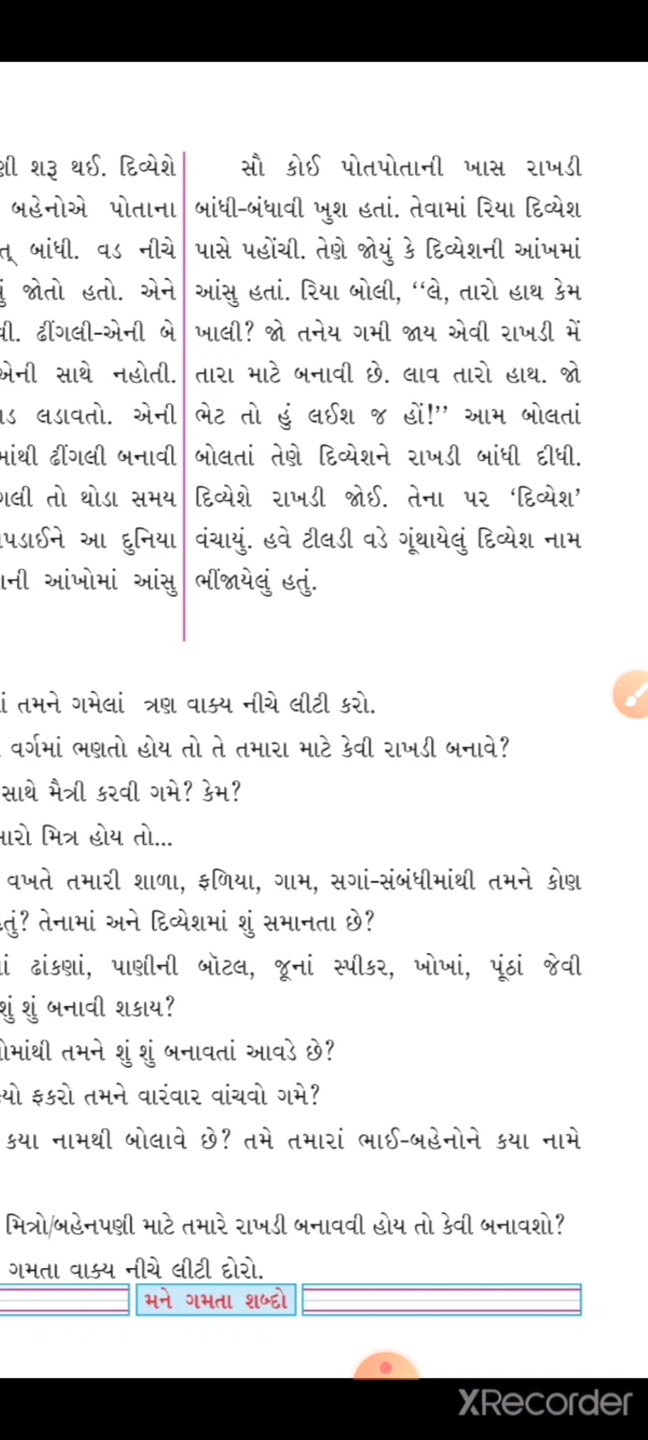 શરૂ થઈ. દિવ્યેશે
બહેનોએ પોતાના
બાંધી. વડ નીચે
જોતો હતો. એને
ઢીંગલી-એની બે
એની સાથે નહોતી.
લડાવતો. એની
માંથી ઢીંગલી બનાવી
તો થોડા સમય
આ દુનિયા
આંખોમાં આંસુ
સૌ કોઈ પોતપોતાની ખાસ રાખડી
બાંધી-બંધાવી ખુશ હતાં. તેવામાં રિયા દિવ્યેશ
પાસે પહોંચી. તેણે જોયું કે દિવ્યેશની આંખમાં
આંસુ હતાં. રિયા બોલી, “લે, તારો હાથ કેમ
ખાલી? જો તનેય ગમી જાય એવી રાખડી મેં
તારા માટે બનાવી છે. લાવ તારો હાથ. જો
ભેટ તો હું લઈશ જ હોં!” આમ બોલતાં
બોલતાં તેણે દિવ્યેશને રાખડી બાંધી દીધી.
દિવ્યેશે રાખડી જોઈ. તેના પર ‘દિવ્યેશ’
વંચાયું. હવે ટીલડી વડે ગૂંથાયેલું દિવ્યેશ નામ
ભીંજાયેલું હતું.
તમને ગમેલાં ત્રણ વાક્ય નીચે લીટી કરો.
વર્ગમાં ભણતો હોય તો તે તમારા માટે કેવી રાખડી બનાવે?
સાથે મૈત્રી કરવી ગમે? કેમ?
મિત્ર હોય તો...
વખતે તમારી શાળા, ફળિયા, ગામ, સગાં-સંબંધીમાંથી તમને કોણ
તેનામાં અને દિવ્યેશમાં શું સમાનતા છે?
ઢાંકણાં, પાણીની બૉટલ, જૂનાં સ્પીકર, ખોખાં, પૂંઠાં જેવી
શું શું બનાવી શકાય?
તમને શું શું બનાવતાં આવડે છે?
ફકરો તમને વારંવાર વાંચવો ગમે?
કયા નામથી બોલાવે છે? તમે તમારાં ભાઈ-બહેનોને કયા નામે
મિત્રો/બહેનપણી માટે તમારે રાખડી બનાવવી હોય તો કેવી બનાવશો?
ગમતા વાક્ય નીચે લીટી દોરો.
મને ગમતા શબ્દો
XRecorder